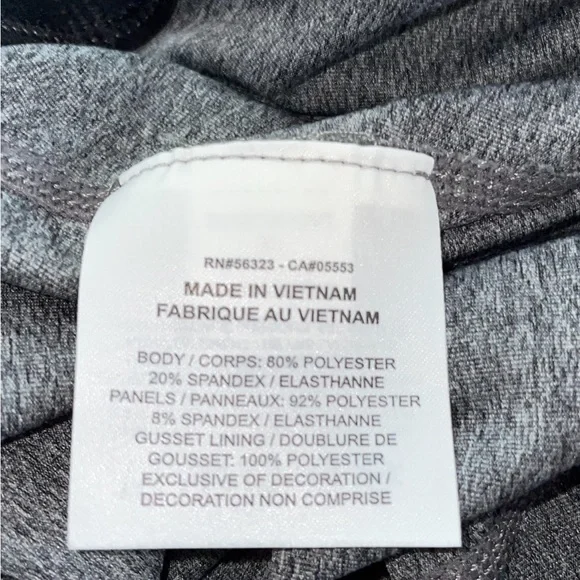 RN#56323 - CA#05553
MADE IN VIETNAM
FABRIQUE AU VIETNAM
BODY / CORPS: 80% POLYESTER
20% SPANDEX / ELASTHANNE
PANELS / PANNEAUX: 92% POLYESTER
8% SPANDEX / ELASTHANNE
GUSSET LINING / DOUBLURE DE
GOUSSET: 100% POLYESTER
EXCLUSIVE OF DECORATION /
DECORATION NON COMPRISE